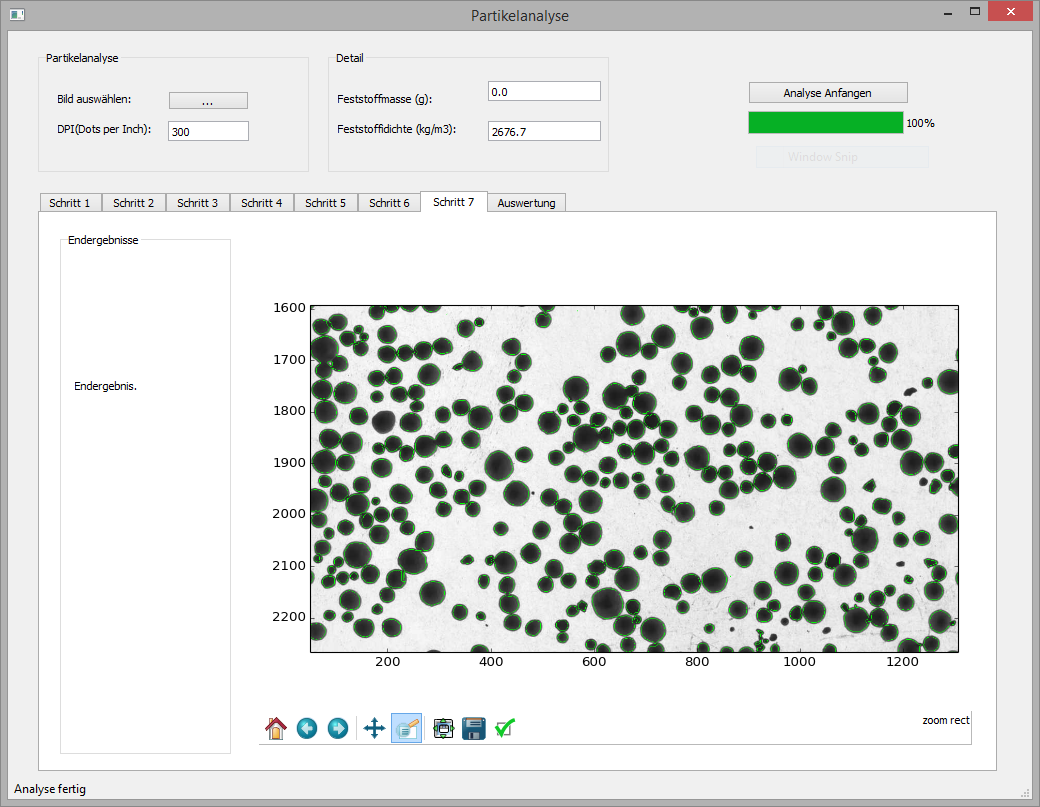 Partikelanalyse
Partikelanalyse
Bild auswählen:
...
DPI(Dots per Inch):
300
Detail
Feststoffmasse (g):
0.0
Feststoffidichte (kg/m3):
2676.7
Analyse Anfangen
100%
Window Snip
Schritt 1 Schritt 2 Schritt 3 Schritt 4 Schritt 5 Schritt 6 Schritt 7 Auswertung
Endergebnisse
Endergebnis.
1600
1700
1800
1900
2000
2100
2200
200 400 600 800 1000 1200
zoom rect
Analyse fertig